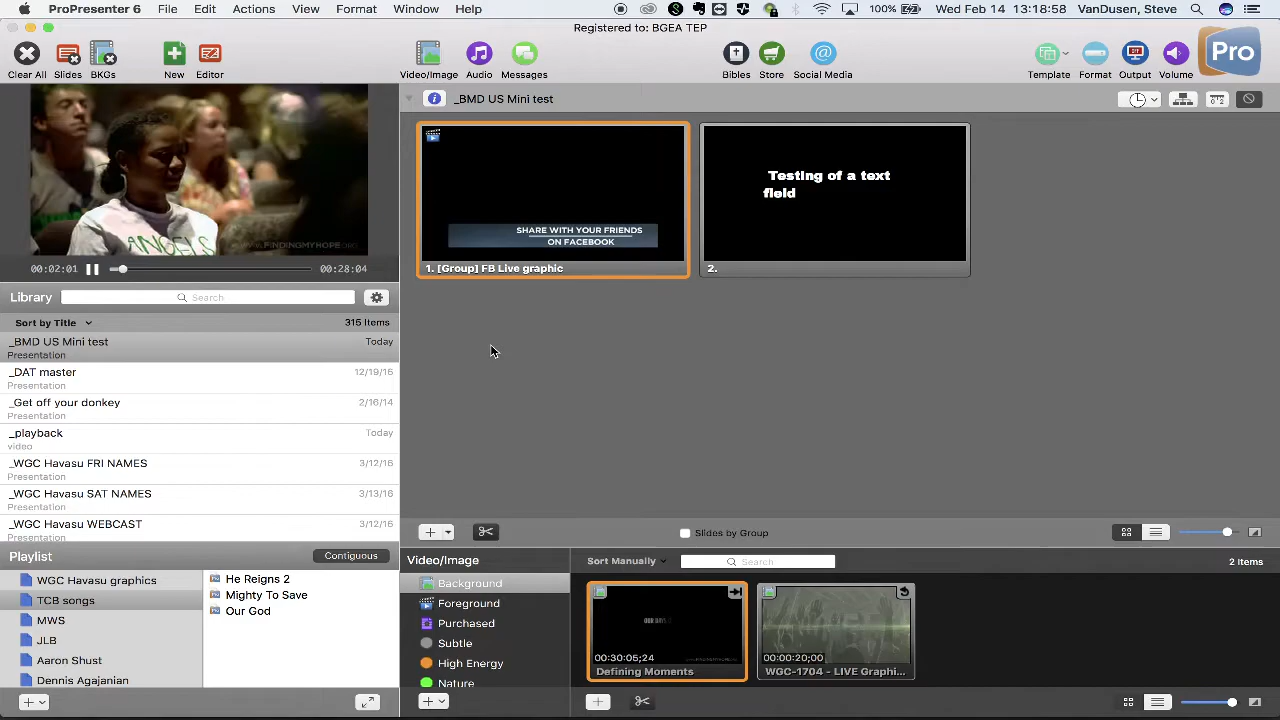 ProPresenter 6 File Edit Actions View Format Window Help 100% Wed Feb 14 13:18:58 VanDusen, Steve
Registered to: BGEA TEP
Clear All Slides BKGs New Editor Video/Image Audio Messages Bibles Store Social Media Template Format Output Volume Pro
_BMD US Mini test
SHARE WITH YOUR FRIENDS
ON FACEBOOK
1. [Group] FB Live graphic
Testing of a text
field
2.
ANGELS
WWW.FINDINGMYHOPE.ORG
00:02:01 00:28:04
Library Search
Sort by Title 315 Items
_BMD US Mini test Today
Presentation
_DAT master 12/19/16
Presentation
_Get off your donkey 2/16/14
Presentation
_playback Today
video
_WGC Havasu FRI NAMES 3/12/16
Presentation
_WGC Havasu SAT NAMES 3/13/16
Presentation
_WGC Havasu WEBCAST 3/12/16
Slides by Group
Playlist Contiguous
WGC Havasu graphics
TCB songs
MWS
JLB
Aaron Shust
Dennis Agajanian
He Reigns 2
Mighty To Save
Our God
Video/Image Sort Manually Search 2 Items
Background
Foreground
Purchased
Subtle
High Energy
Nature
OUR DAY
00:30:05;24
Defining Moments
00:00:20;00
WGC-1704 - LIVE Graphi...